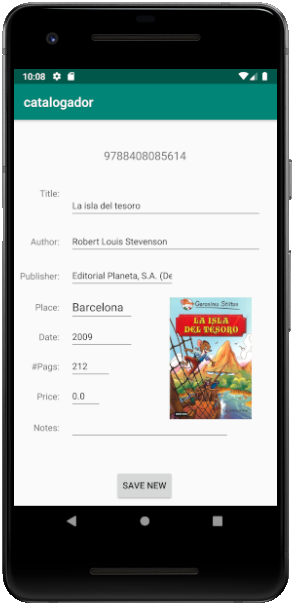 10:08
catalogador
9788408085614
Title:
La isla del tesoro
Author: Robert Louis Stevenson
Publisher: Editorial Planeta, S.A. (De
Place: Barcelona
Date: 2009
#Pags: 212
Price: 0.0
Notes:
Geronimo Stilton
LA ISLA
DEL TESORO
SAVE NEW